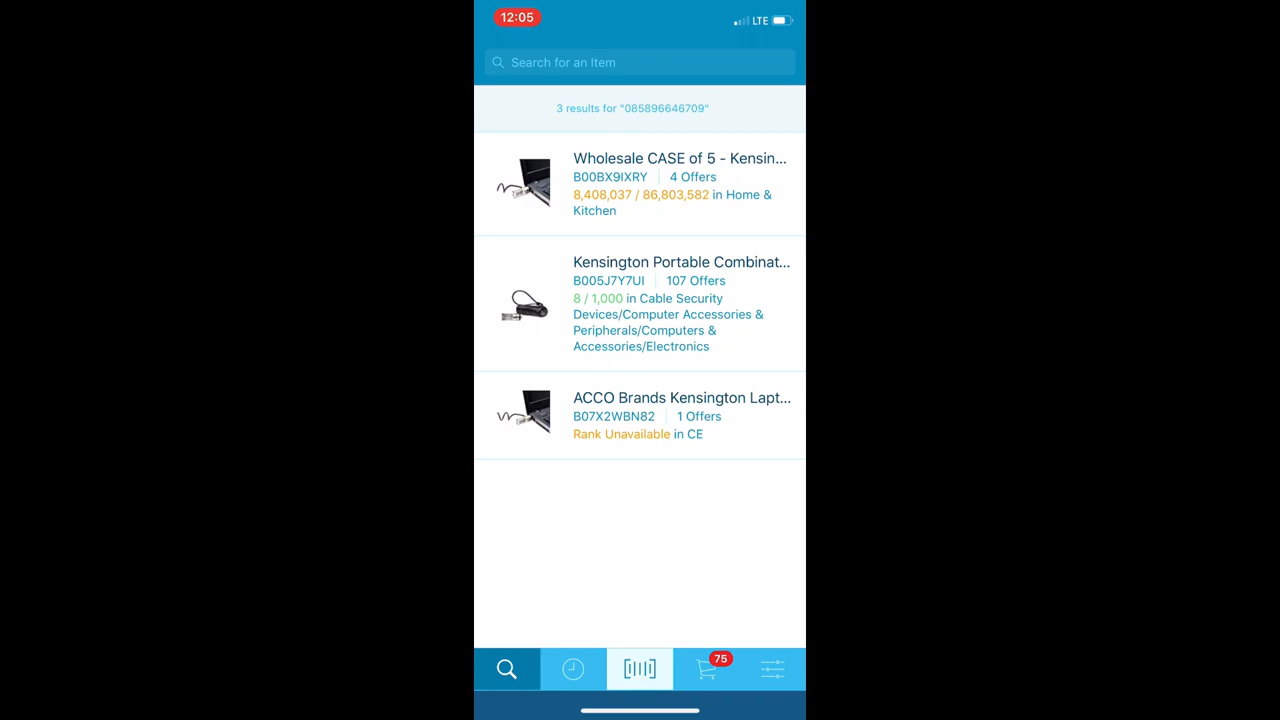 12:05
LTE
Search for an Item
3 results for "085896646709"
Wholesale CASE of 5 - Kensin...
B00BX9IXRY | 4 Offers
8,408,037 / 86,803,582 in Home &
Kitchen
Kensington Portable Combinat...
B005J7Y7UI | 107 Offers
8 / 1,000 in Cable Security
Devices/Computer Accessories &
Peripherals/Computers &
Accessories/Electronics
ACCO Brands Kensington Lapt...
B07X2WBN82 | 1 Offers
Rank Unavailable in CE
75